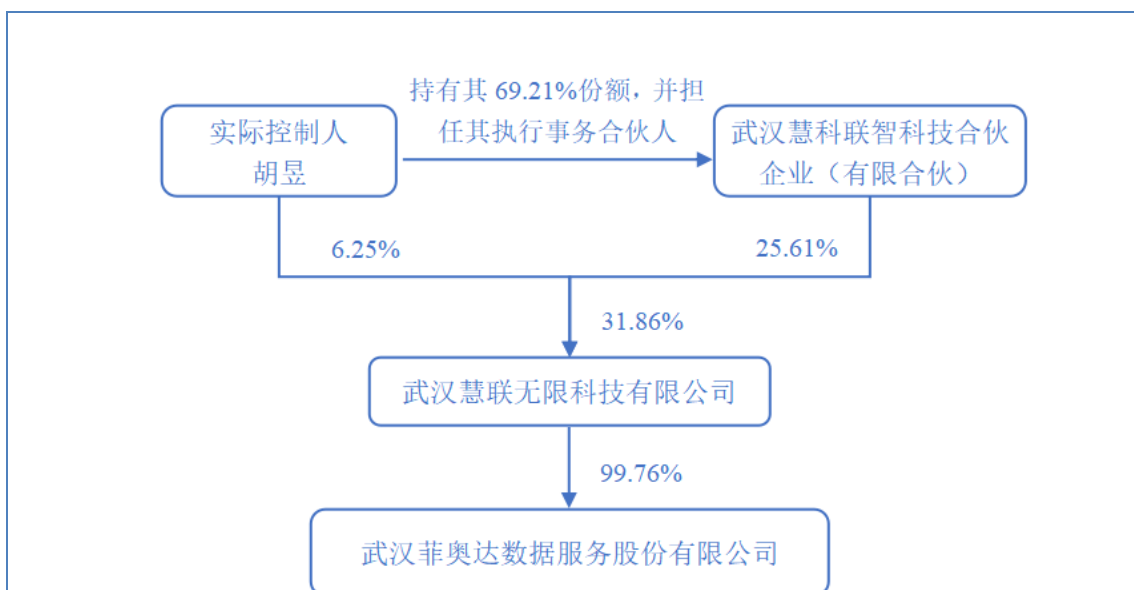 持有其 69.21%份额，并担
任其执行事务合伙人
实际控制人
胡昱
武汉慧科联智科技合伙
企业（有限合伙）
6.25%
25.61%
31.86%
武汉慧联无限科技有限公司
99.76%
武汉菲奥达数据服务股份有限公司